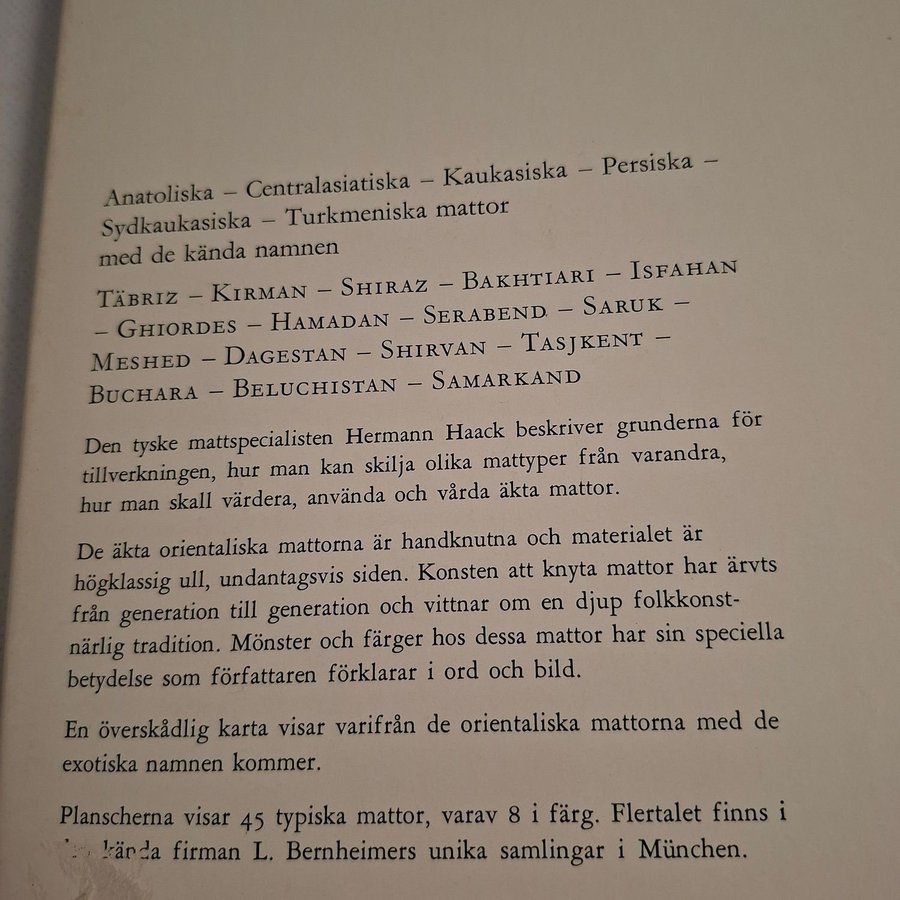 Anatoliska – Centralasiatiska – Kaukasiska – Persiska –
Sydkaukasiska – Turkmeniska mattor
med de kända namnen
TÄBRIZ – KIRMAN – SHIRAZ – BAKHTIARI – ISFAHAN
– GHIORDES – HAMADAN – SERABEND – SARUK –
MESHED – DAGESTAN – SHIRVAN – TASJKENT –
BUCHARA – BELUCHISTAN – SAMARKAND
Den tyske mattspecialisten Hermann Haack beskriver grunderna för
tillverkningen, hur man kan skilja olika mattyper från varandra,
hur man skall värdera, använda och vårda äkta mattor.
De äkta orientaliska mattorna är handknutna och materialet är
högklassig ull, undantagsvis siden. Konsten att knyta mattor har ärvts
från generation till generation och vittnar om en djup folkkonst-
närlig tradition. Mönster och färger hos dessa mattor har sin speciella
betydelse som författaren förklarar i ord och bild.
En överskådlig karta visar varifrån de orientaliska mattorna med de
exotiska namnen kommer.
Planscherna visar 45 typiska mattor, varav 8 i färg. Flertalet finns i
kända firman L. Bernheimers unika samlingar i München.